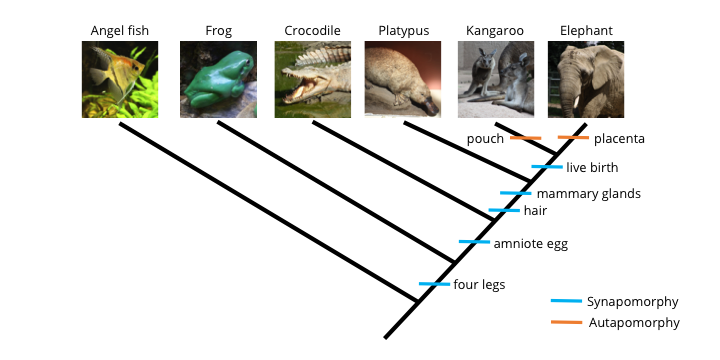 Angel fish
Frog
Crocodile
Platypus
Kangaroo
Elephant
pouch
placenta
live birth
mammary glands
hair
amniote egg
four legs
Synapomorphy
Autapomorphy